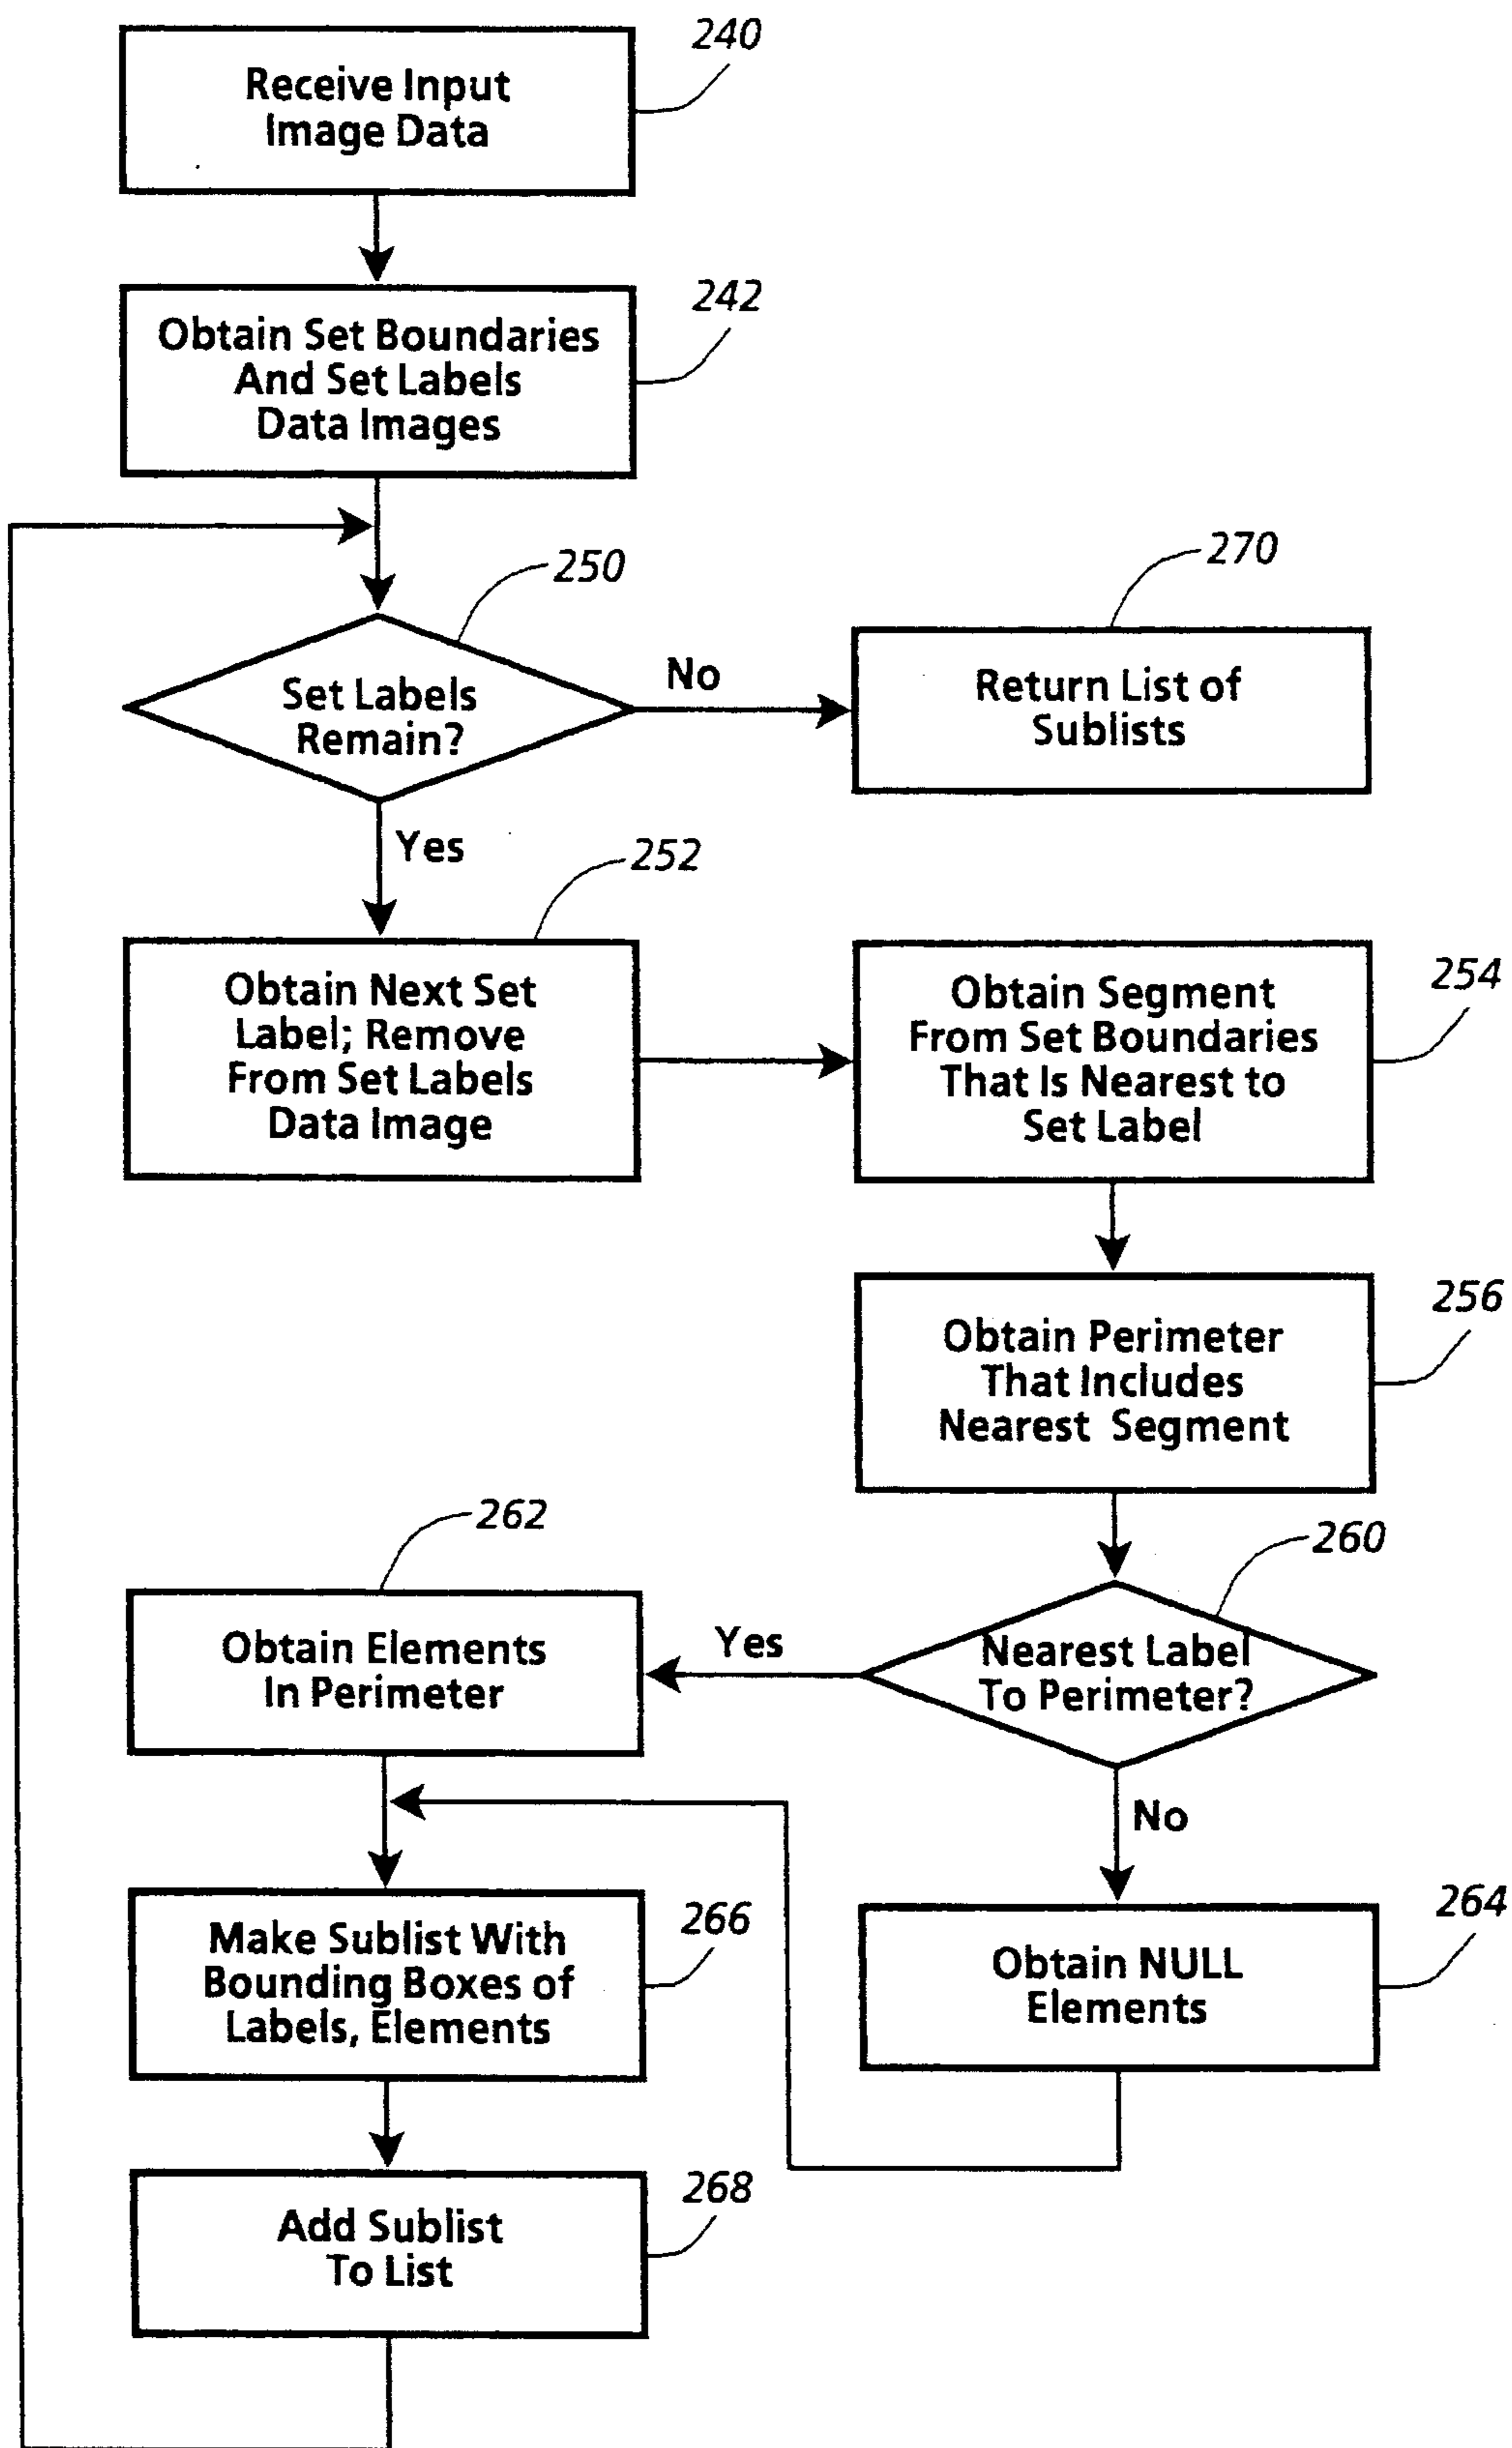 240
Receive Input
Image Data
242
Obtain Set Boundaries
And Set Labels
Data Images
250
Set Labels
Remain?
No
270
Return List of
Sublists
Yes
252
Obtain Next Set
Label; Remove
From Set Labels
Data Image
254
Obtain Segment
From Set Boundaries
That Is Nearest to
Set Label
256
Obtain Perimeter
That Includes
Nearest Segment
260
Nearest Label
To Perimeter?
Yes
262
Obtain Elements
In Perimeter
No
264
Obtain NULL
Elements
266
Make Sublist With
Bounding Boxes of
Labels, Elements
268
Add Sublist
To List